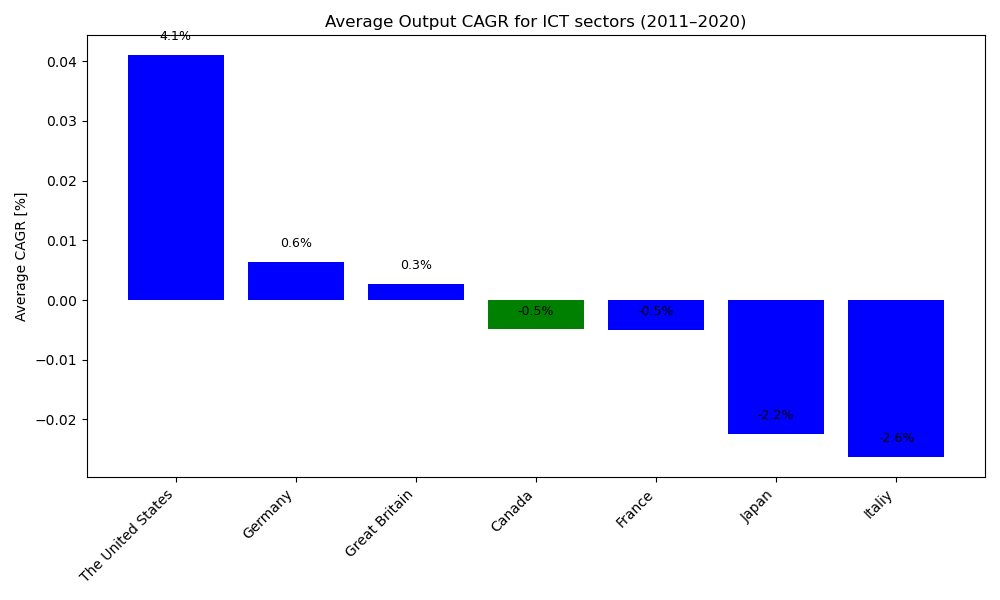 Average Output CAGR for ICT sectors (2011–2020)
4.1%
0.04
0.03
0.02
0.01
0.00
−0.01
−0.02
Average CAGR [%]
0.6%
0.3%
-0.5%
-0.5%
-2.2%
-2.6%
The United States
Germany
Great Britain
Canada
France
Japan
Italiy